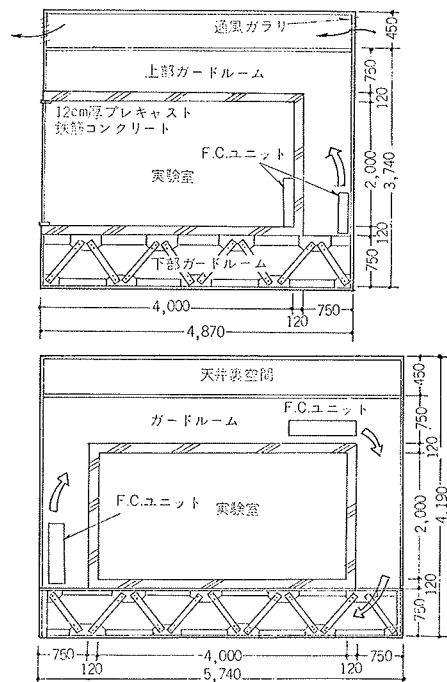 通風ガラリ
450
上部ガードルーム
750
120
12cm厚プレキャスト
鉄筋コンクリート
F.C.ユニット
実験室
2,000
3,740
120
下部ガードルーム
750
4,000
750
120
4,870
天井裏空間
450
F.C.ユニット
ガードルーム
750
120
F.C.ユニット
実験室
2,000
4,190
120
750
750
4,000
750
120
120
5,740